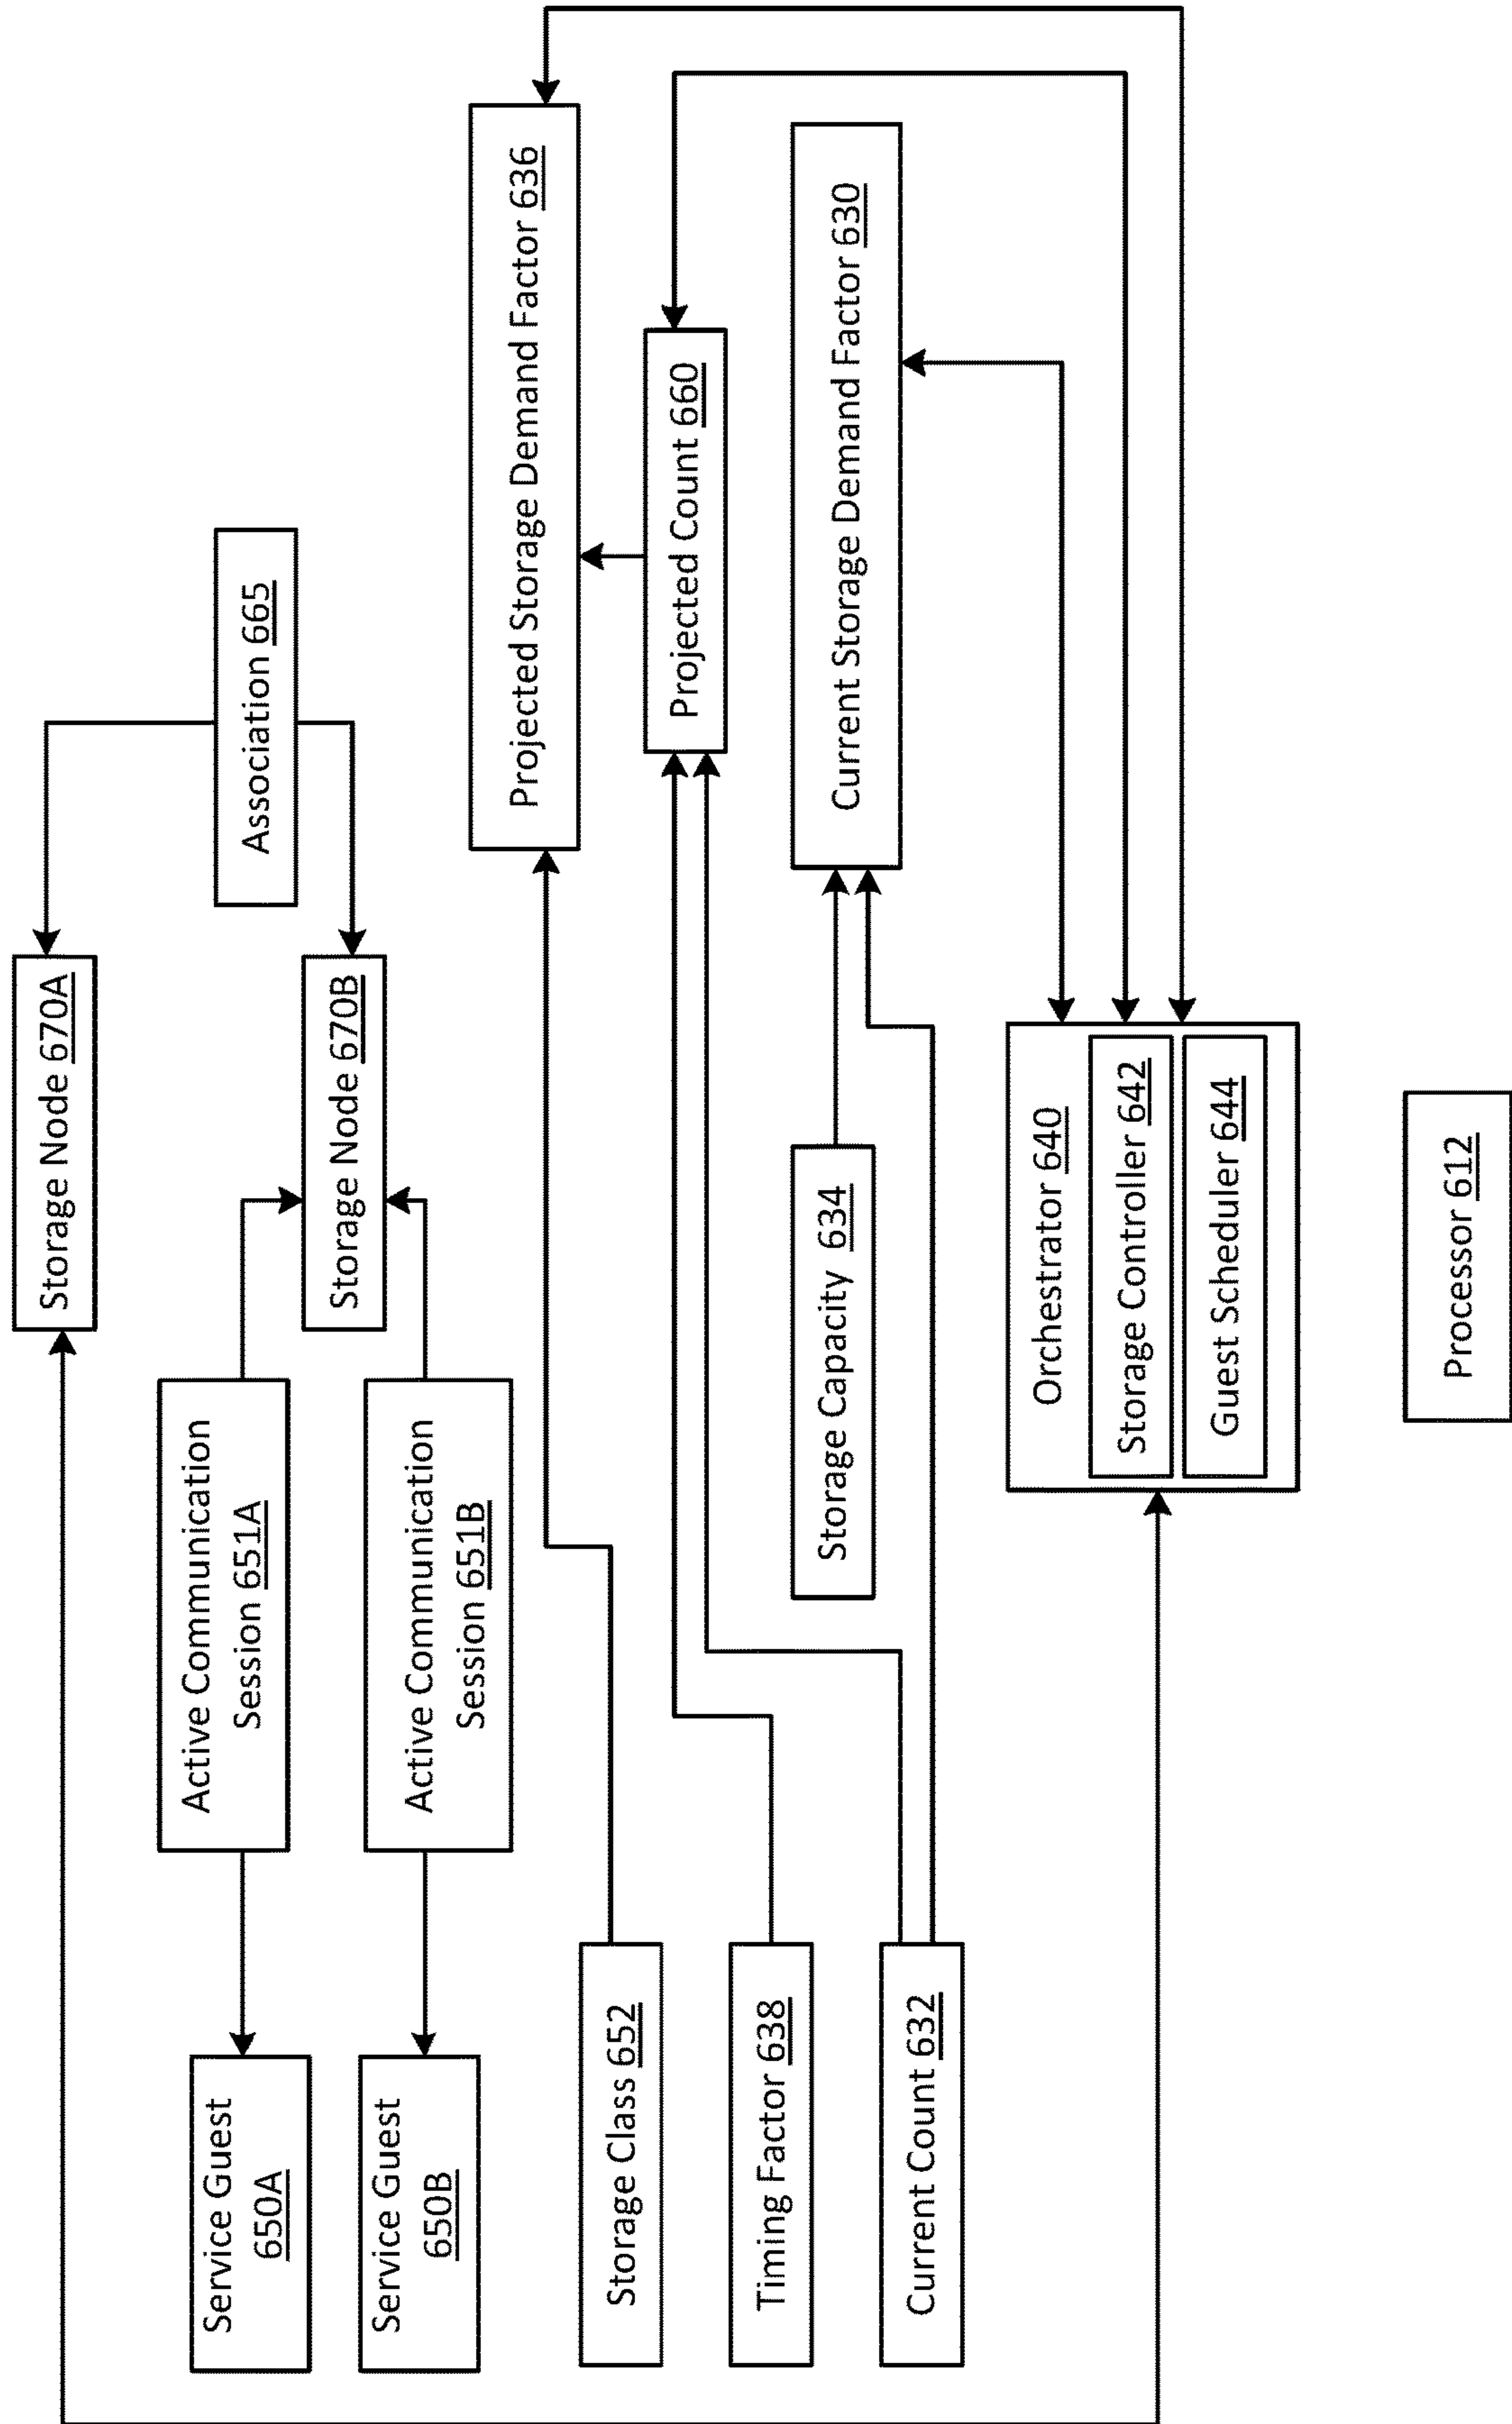 Service Guest
650A
Active Communication
Session 651A
Storage Node 670A
Association 665
Service Guest
650B
Active Communication
Session 651B
Storage Node 670B
Storage Class 652
Projected Storage Demand Factor 636
Timing Factor 638
Projected Count 660
Current Count 632
Storage Capacity 634
Current Storage Demand Factor 630
Orchestrator 640
Storage Controller 642
Guest Scheduler 644
Processor 612